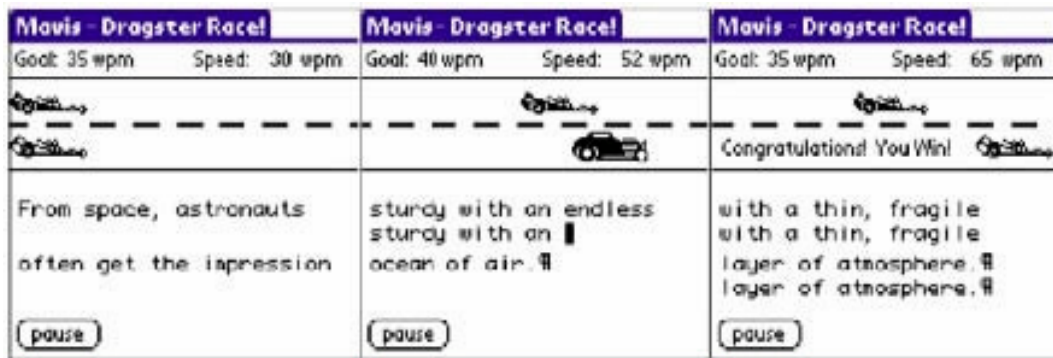 Mavis - Dragster Race!
Goal: 35 wpm Speed: 30 wpm
From space, astronauts
often get the impression
pause
Mavis - Dragster Race!
Goal: 40 wpm Speed: 52 wpm
sturdy with an endless
sturdy with an
ocean of air.¶
pause
Mavis - Dragster Race!
Goal: 35 wpm Speed: 65 wpm
Congratulations! You Win!
with a thin, fragile
with a thin, fragile
layer of atmosphere.¶
layer of atmosphere.¶
pause